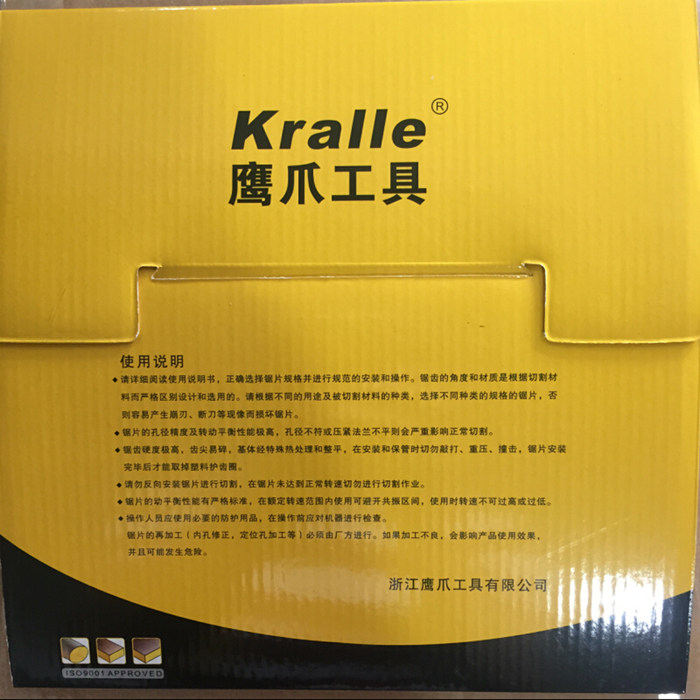 Kralle®
鹰爪工具
使用说明
◆请详细阅读使用说明书，正确选择锯片规格并进行规范的安装和操作。锯齿的角度和材质是根据切割材
料而严格区别设计和选用的。请根据不同的用途及被切割材料的种类，选择不同种类的规格的锯片，否
则容易产生崩刃、断刀等现像而损坏锯片。
◆锯片的孔径精度及转动平衡性能极高，孔径不符或压紧法兰不平则会严重影响正常切割。
◆锯齿硬度极高，齿尖易碎，基体经特殊热处理和整平，在安装和保管时切勿敲打、重压、撞击，锯片安装
完毕后才能取掉塑料护齿圈。
◆请勿反向安装锯片进行切割，在锯片未达到正常转速切勿进行切割作业。
◆锯片的动平衡性能有严格标准，在额定转速范围内使用可避开共振区间，使用时转速不可过高或过低。
◆操作人员应使用必要的防护用品，在操作前应对机器进行检查。
锯片的再加工（内孔修正，定位孔加工等）必须由厂方进行。如果加工不良，会影响产品使用效果，
并且可能发生危险。
浙江鹰爪工具有限公司
ISO9001 APPROVED